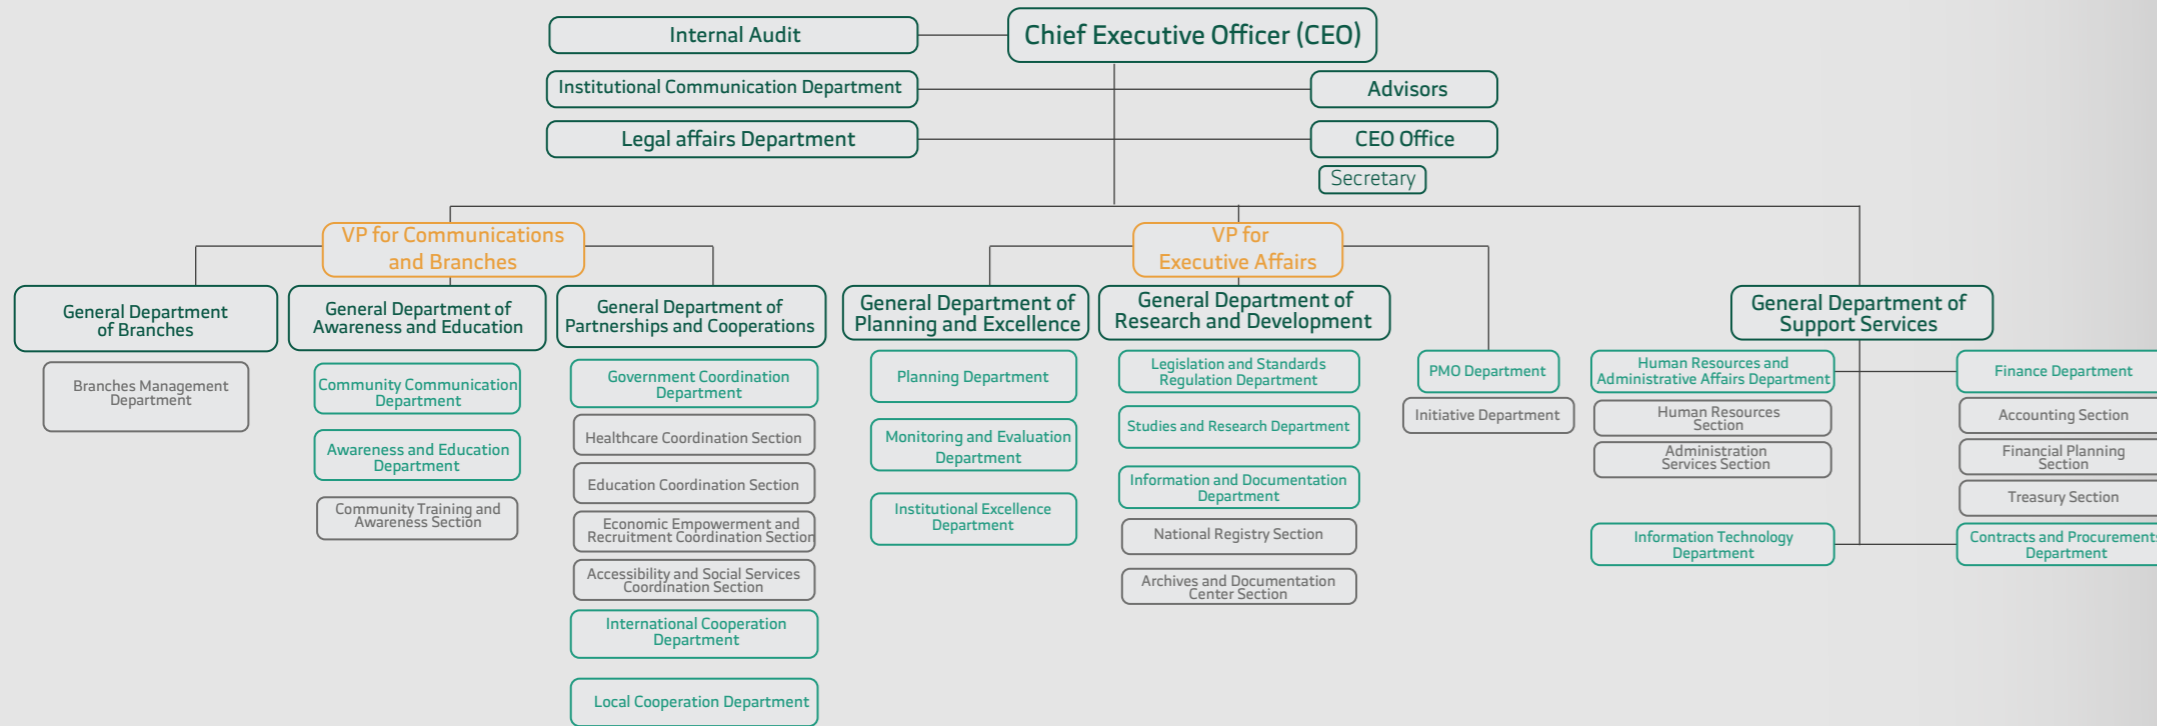 Internal Audit
Chief Executive Officer (CEO)
Institutional Communication Department
Advisors
Legal affairs Department
CEO Office
Secretary
VP for Communications
and Branches
VP for
Executive Affairs
General Department
of Branches
Branches Management
Department
General Department of
Awareness and Education
Community Communication
Department
Awareness and Education
Department
Community Training and
Awareness Section
General Department of
Partnerships and Cooperations
Government Coordination
Department
Healthcare Coordination Section
Education Coordination Section
Economic Empowerment and
Recruitment Coordination Section
Accessibility and Social Services
Coordination Section
International Cooperation
Department
Local Cooperation Department
General Department of
Planning and Excellence
Planning Department
Monitoring and Evaluation
Department
Institutional Excellence
Department
General Department of
Research and Development
Legislation and Standards
Regulation Department
Studies and Research Department
Information and Documentation
Department
National Registry Section
Archives and Documentation
Center Section
PMO Department
Initiative Department
General Department of
Support Services
Human Resources and
Administrative Affairs Department
Human Resources
Section
Administration
Services Section
Information Technology
Department
Finance Department
Accounting Section
Financial Planning
Section
Treasury Section
Contracts and Procurements
Department